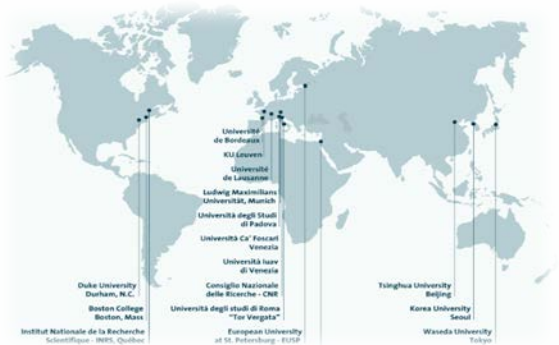 Université
de Bordeaux
KU Leuven
Université
de Lausanne
Ludwig Maximilians
Universität, Munich
Università degli Studi
di Padova
Università Ca' Foscari
Venezia
Università Iuav
di Venezia
Consiglio Nazionale
delle Ricerche - CNR
Università degli studi di Roma
"Tor Vergata"
European University
at St. Petersburg - EUSP
Duke University
Durham, N.C.
Boston College
Boston, Mass
Institut Nationale de la Recherche
Scientifique - INRS, Québec
Tsinghua University
Beijing
Korea University
Seoul
Waseda University
Tokyo